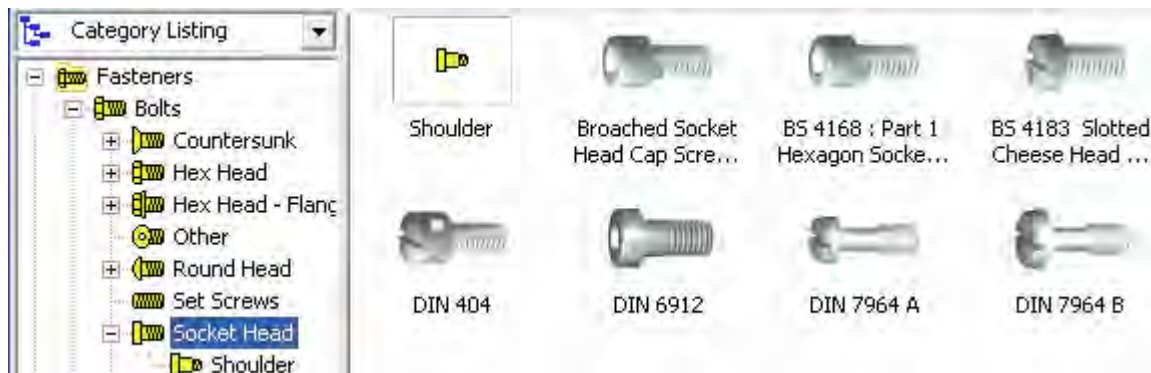 Category Listing
Fasteners
Bolts
Countersunk
Hex Head
Hex Head - Flang
Other
Round Head
Set Screws
Socket Head
Shoulder
Shoulder
Broached Socket
Head Cap Scre...
BS 4168 : Part 1
Hexagon Socke...
BS 4183 Slotted
Cheese Head ...
DIN 404
DIN 6912
DIN 7964 A
DIN 7964 B